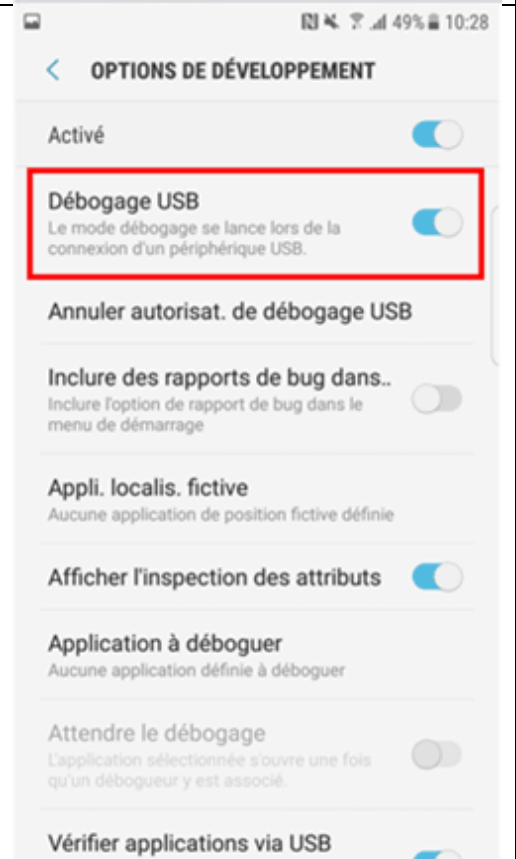 49% 10:28
OPTIONS DE DÉVELOPPEMENT
Activé
Débogage USB
Le mode débogage se lance lors de la
connexion d'un périphérique USB.
Annuler autorisat. de débogage USB
Inclure des rapports de bug dans..
Inclure l'option de rapport de bug dans le
menu de démarrage
Appli. localis. fictive
Aucune application de position fictive définie
Afficher l'inspection des attributs
Application à déboguer
Aucune application définie à déboguer
Attendre le débogage
L'application sélectionnée s'ouvre une fois
qu'un débogueur y est associé.
Vérifier applications via USB